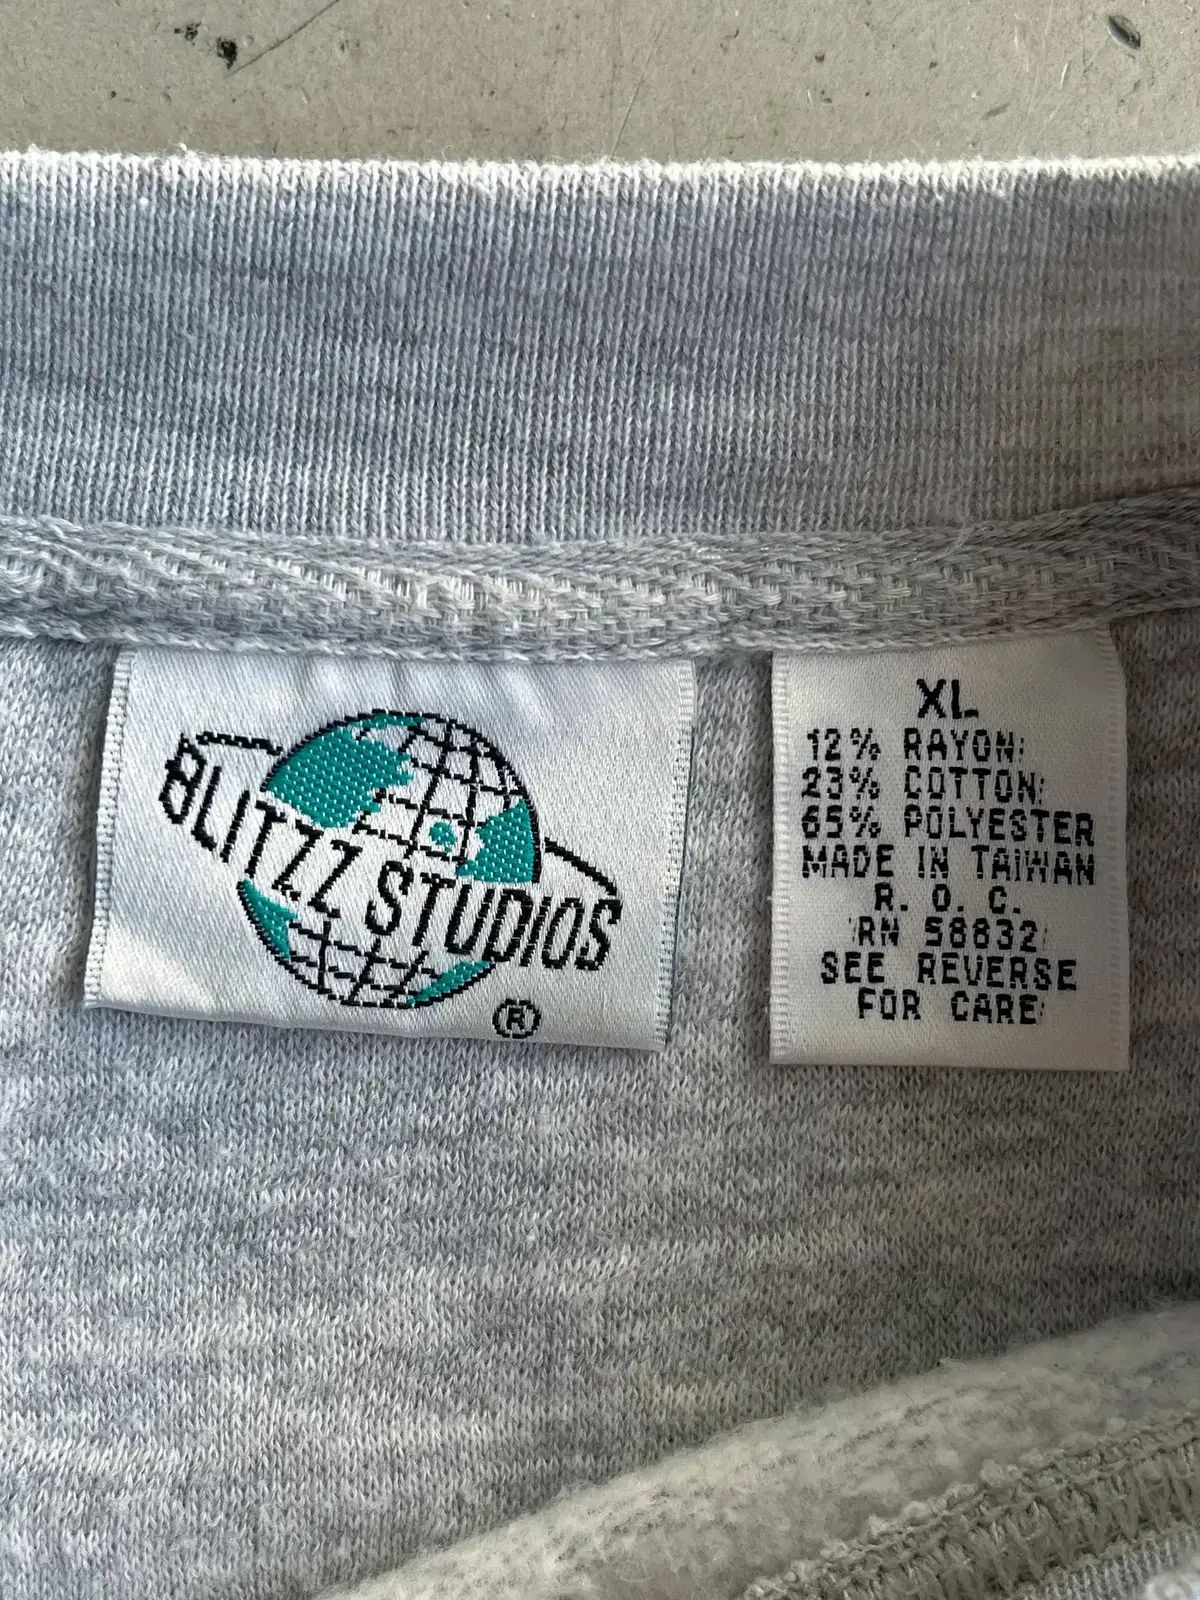 BLITZZ STUDIOS
®
XL
12% RAYON
23% COTTON
65% POLYESTER
MADE IN TAIWAN
R. O. C.
RN 58832
SEE REVERSE
FOR CARE